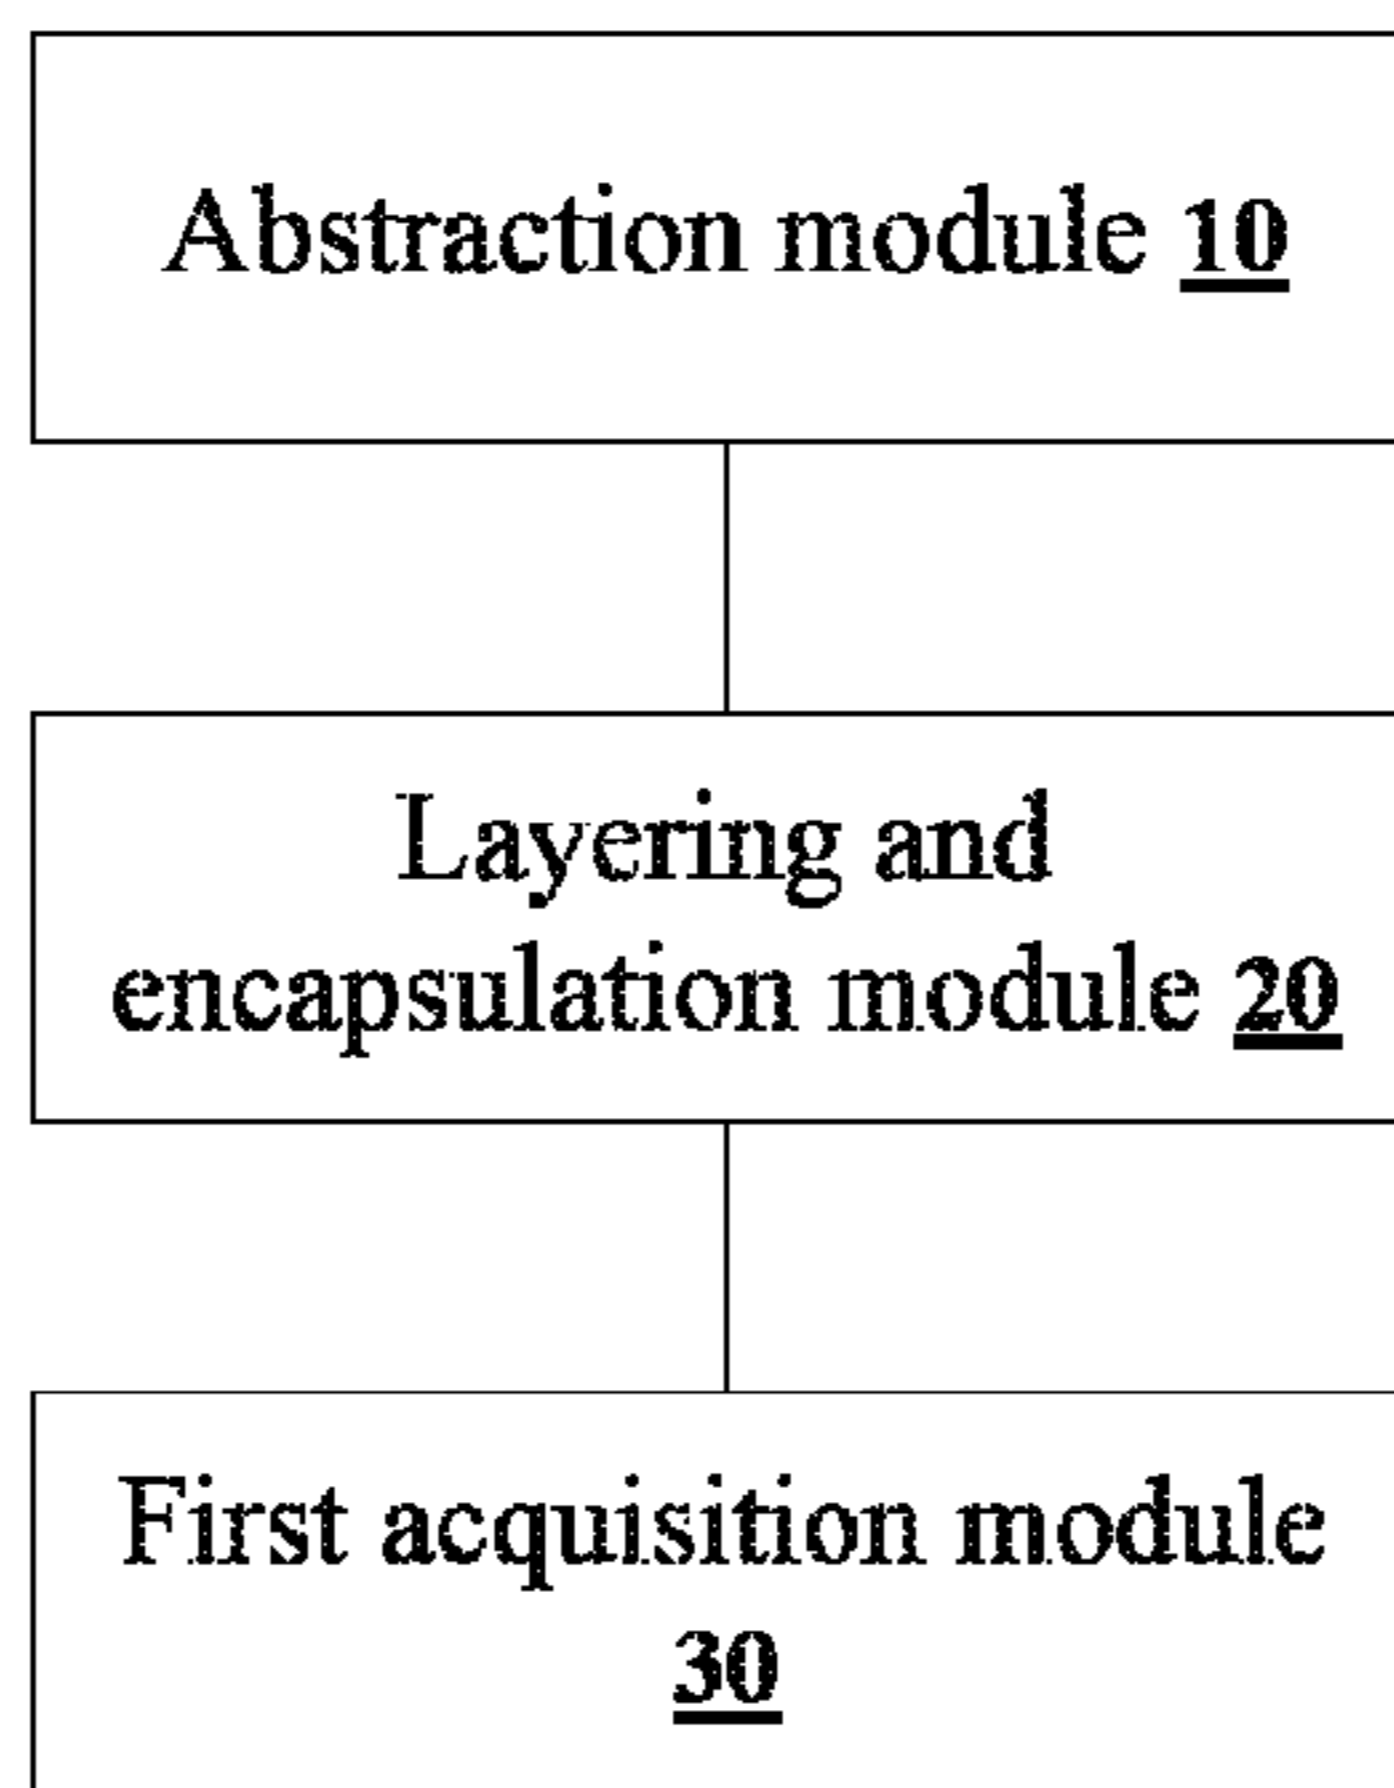 Abstraction module 10
Layering and
encapsulation module 20
First acquisition module
30